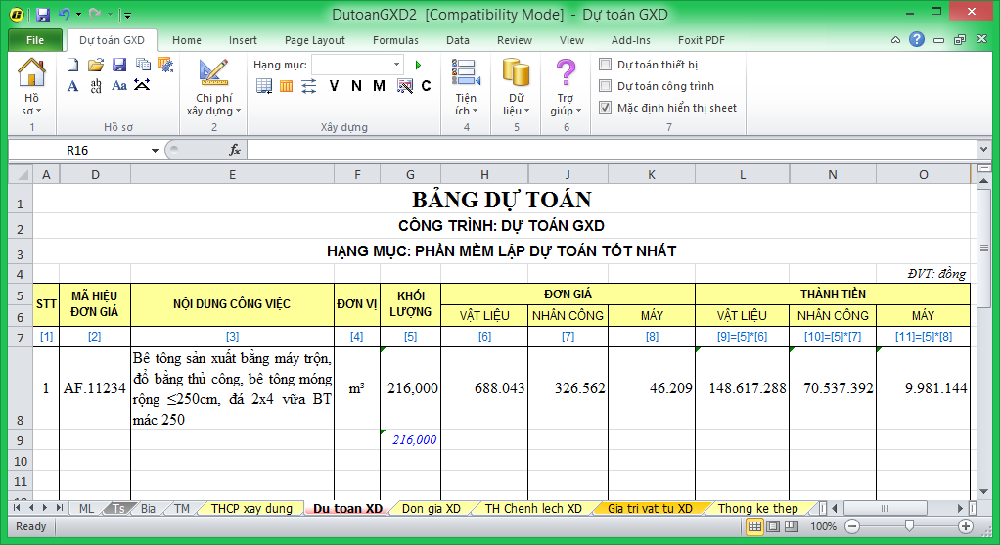 DutoanGXD2 [Compatibility Mode] - Dự toán GXD
File Dự toán GXD Home Insert Page Layout Formulas Data Review View Add-Ins Foxit PDF
Hồ sơ
A ab cd Aa
1 Hồ sơ
Chi phí xây dựng
2
Hạng mục:
V N M C
Xây dựng
Tiện ích
4
Dữ liệu
5
Trợ giúp
6
Dự toán thiết bị
Dự toán công trình
Mặc định hiển thị sheet
7
R16 fx
A D E F G H J K L N O
1 BẢNG DỰ TOÁN
2 CÔNG TRÌNH: DỰ TOÁN GXD
3 HẠNG MỤC: PHẦN MỀM LẬP DỰ TOÁN TỐT NHẤT
4 ĐVT: đồng
5 STT MÃ HIỆU ĐƠN GIÁ NỘI DUNG CÔNG VIỆC ĐƠN VỊ KHỐI LƯỢNG ĐƠN GIÁ THÀNH TIỀN
6 VẬT LIỆU NHÂN CÔNG MÁY VẬT LIỆU NHÂN CÔNG MÁY
7 [1] [2] [3] [4] [5] [6] [7] [8] [9]=[5]*[6] [10]=[5]*[7] [11]=[5]*[8]
Bê tông sản xuất bằng máy trộn,
đổ bằng thủ công, bê tông móng
1 AF.11234 rộng ≤250cm, đá 2x4 vữa BT m³ 216,000 688.043 326.562 46.209 148.617.288 70.537.392 9.981.144
8 mác 250
9 216,000
10
11
ML Ts Bia TM THCP xay dung Du toan XD Don gia XD TH Chenh lech XD Gia tri vat tu XD Thong ke thep
Ready 100%